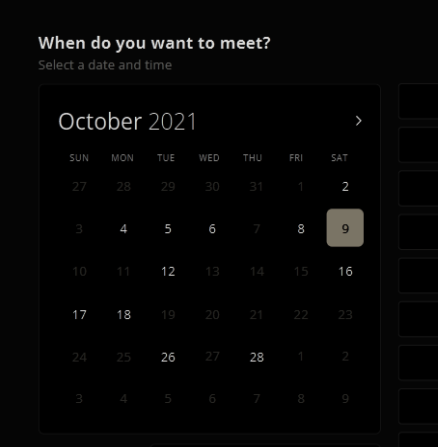 When do you want to meet?
Select a date and time
October 2021
SUN MON TUE WED THU FRI SAT
27 28 29 30 31 1 2
3 4 5 6 7 8 9
10 11 12 13 14 15 16
17 18 19 20 21 22 23
24 25 26 27 28 1 2
3 4 5 6 7 8 9